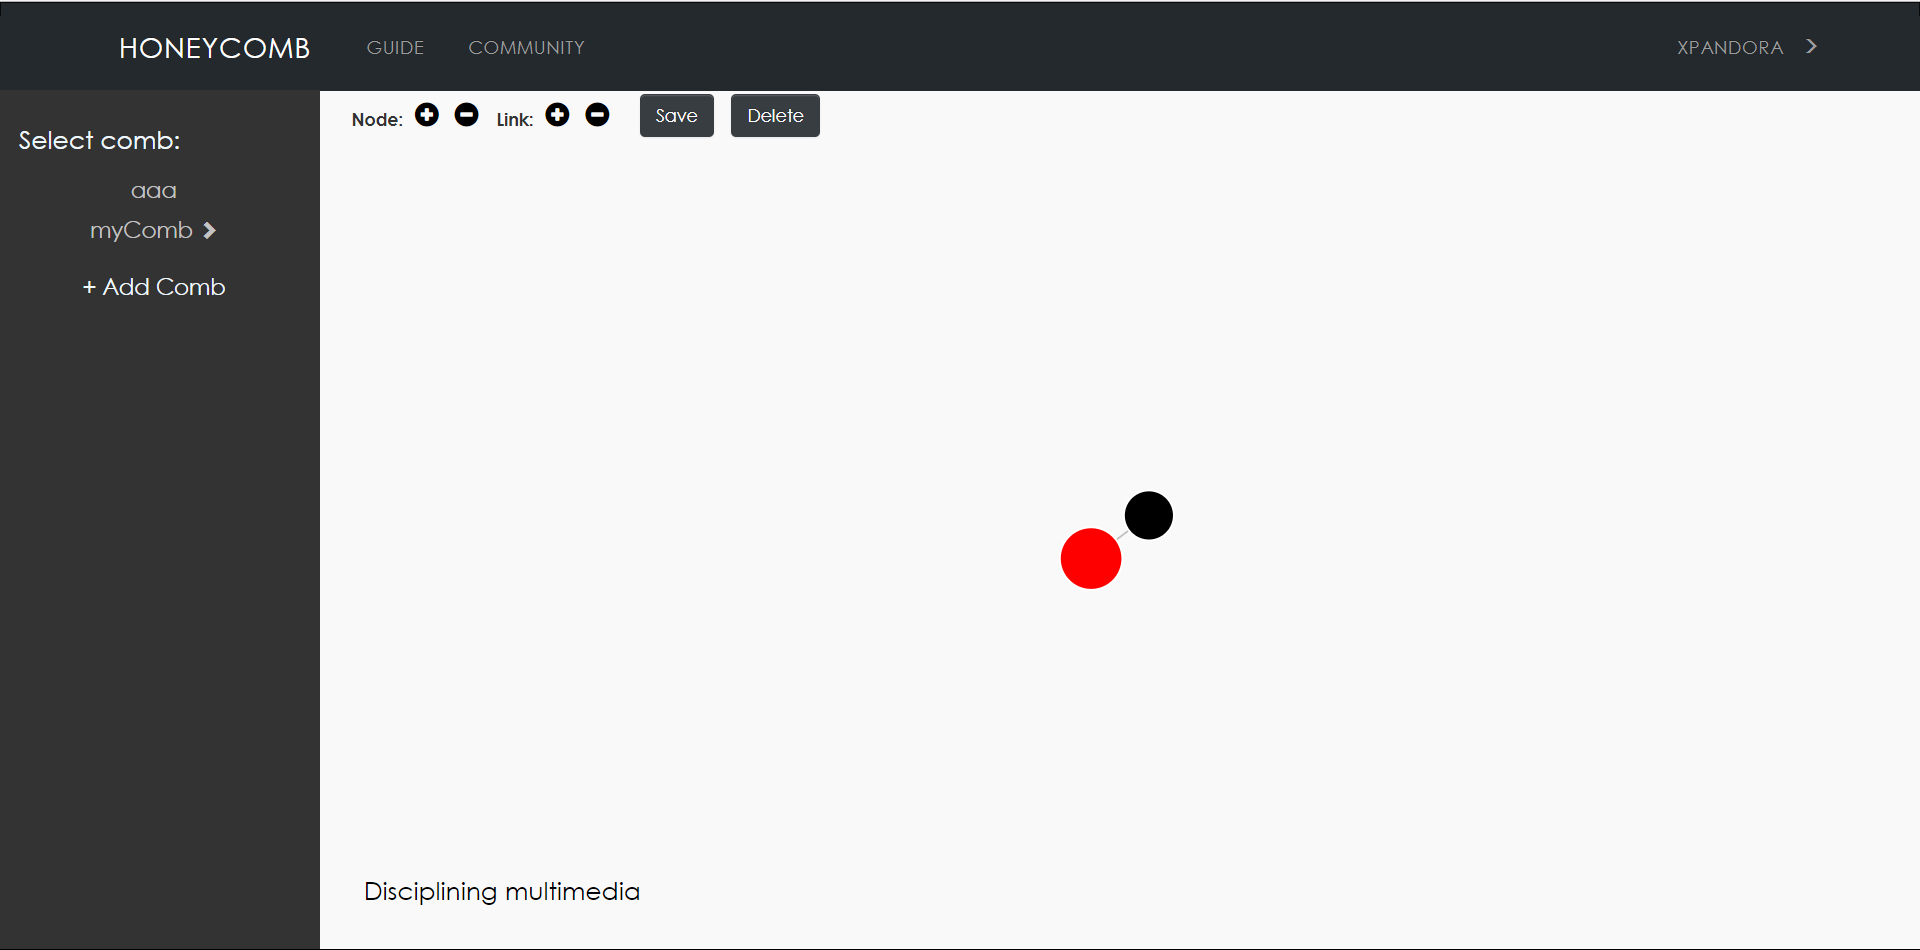 HONEYCOMB GUIDE COMMUNITY XPANDORA
Node: Link: Save Delete
Select comb:
aaa
myComb
+ Add Comb
Disciplining multimedia